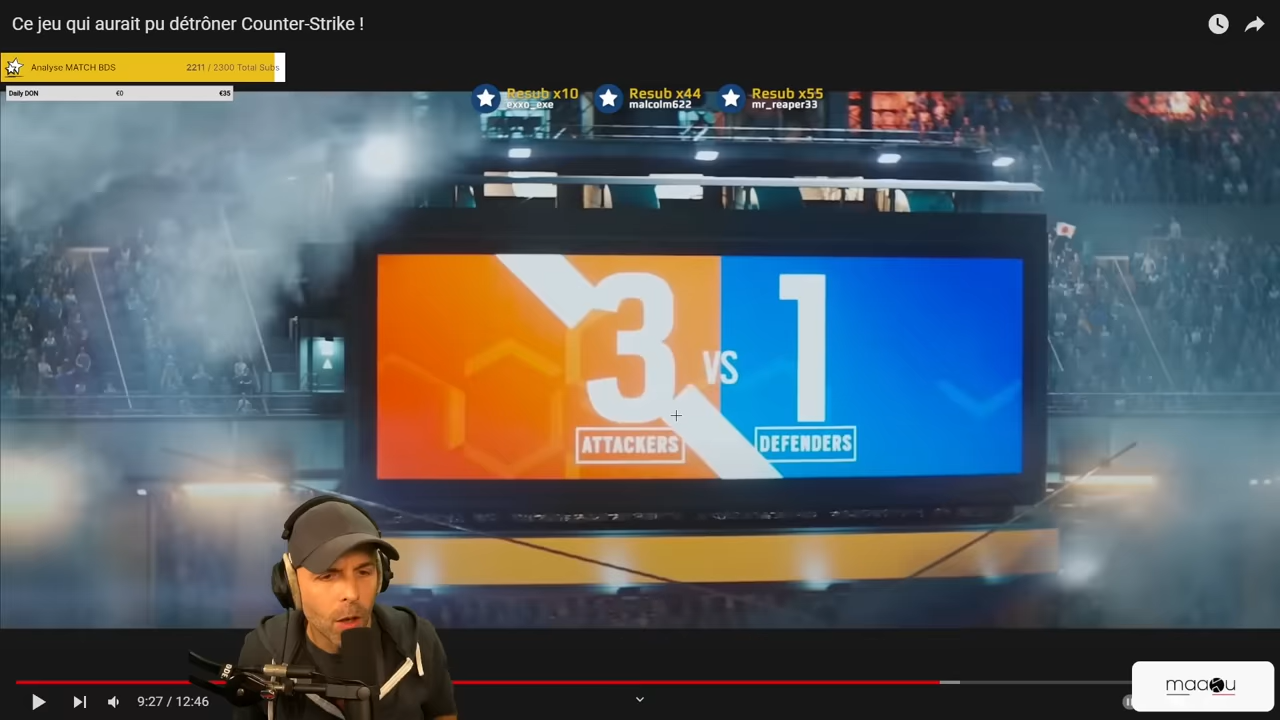 Ce jeu qui aurait pu détrôner Counter-Strike !
Analyse MATCH BDS 2211 / 2300 Total Subs
Daily DON €0 €35
Resub x10 Resub x44 Resub x55
exxo_exe malcolm622 mr_reaper33
3 VS 1
ATTACKERS DEFENDERS
9:27 / 12:46
maaKu